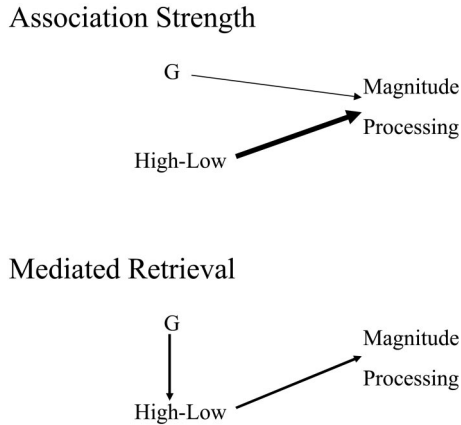 Association Strength
G
Magnitude
Processing
High-Low
Mediated Retrieval
G
Magnitude
Processing
High-Low